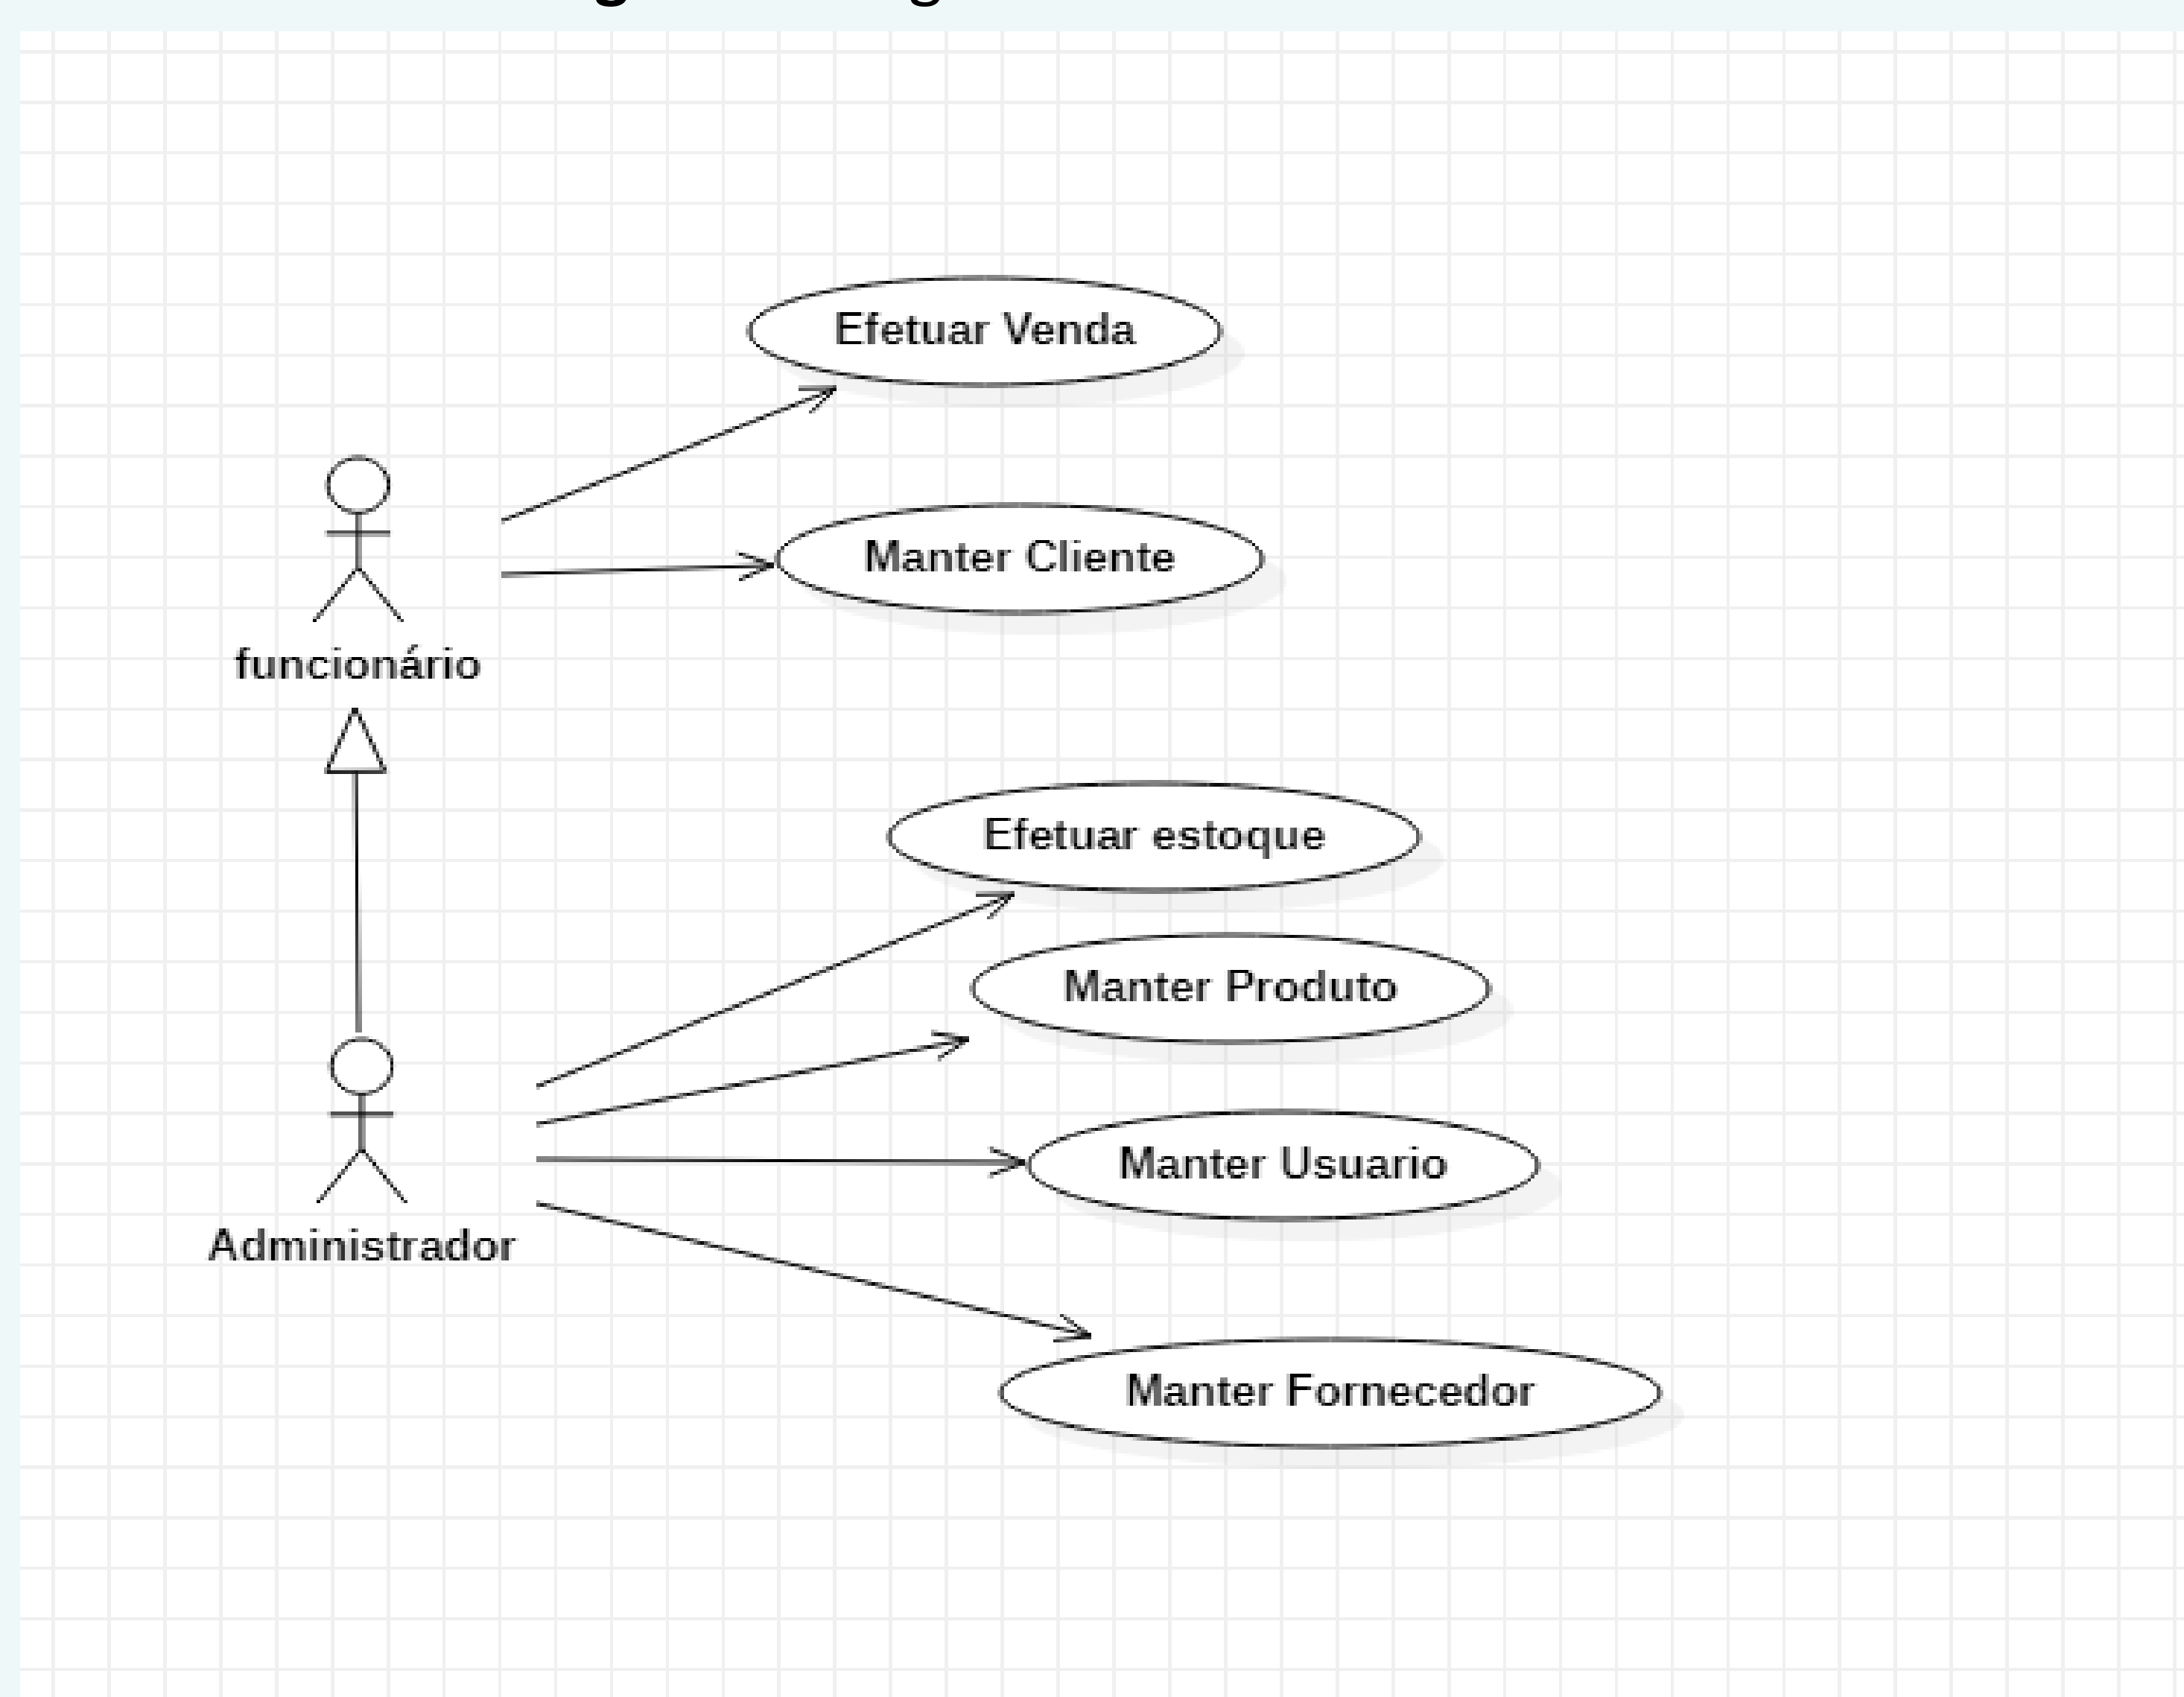 Efetuar Venda
Manter Cliente
funcionário
Efetuar estoque
Manter Produto
Manter Usuario
Administrador
Manter Fornecedor